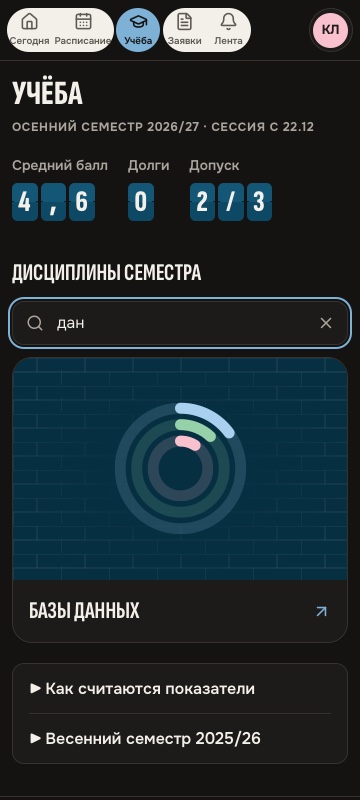 Сегодня Расписание Учёба Заявки Лента КЛ
УЧЁБА
ОСЕННИЙ СЕМЕСТР 2026/27 · СЕССИЯ С 22.12
Средний балл Долги Допуск
4,6 0 2/3
ДИСЦИПЛИНЫ СЕМЕСТРА
дан
БАЗЫ ДАННЫХ
Как считаются показатели
Весенний семестр 2025/26